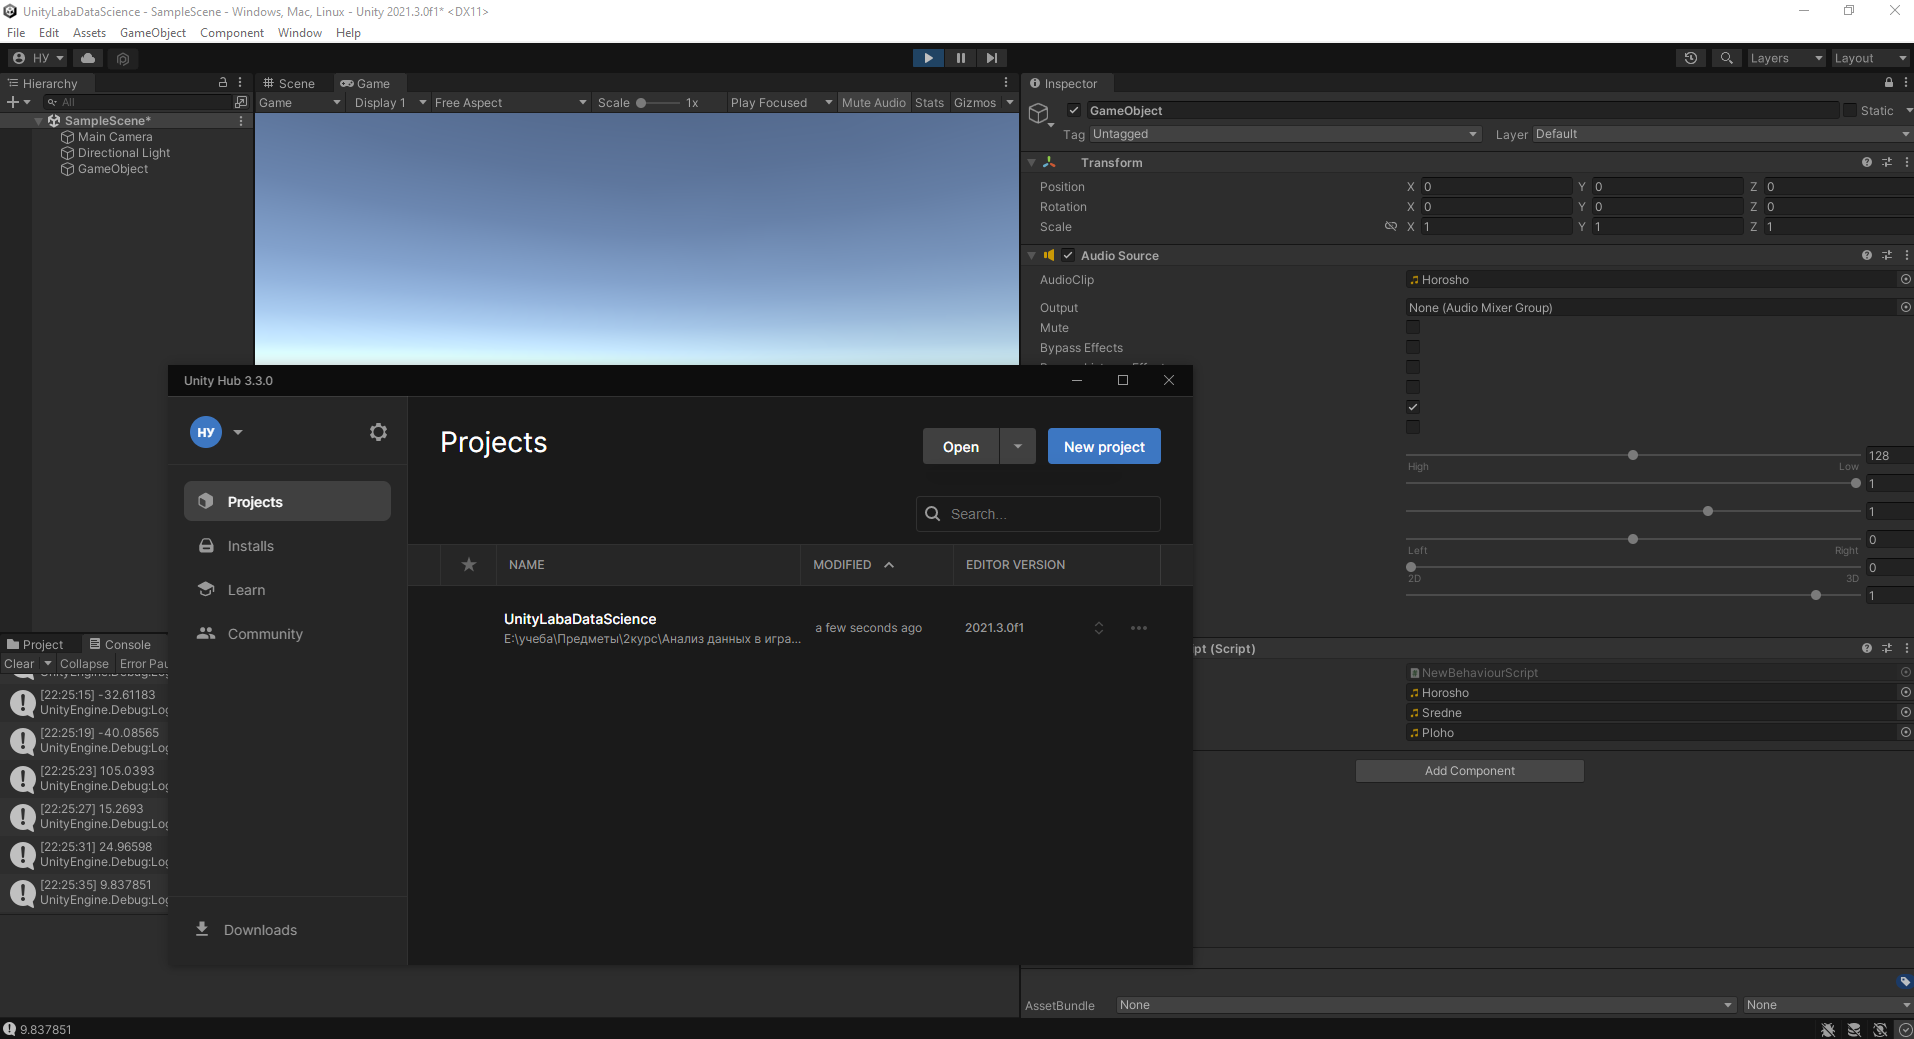 UnityLabaDataScience - SampleScene - Windows, Mac, Linux - Unity 2021.3.0f1* <DX11>
File Edit Assets GameObject Component Window Help
НУ
Layers Layout
Hierarchy
All
SampleScene*
Main Camera
Directional Light
GameObject
Scene Game
Game Display 1 Free Aspect Scale 1x Play Focused Mute Audio Stats Gizmos
Inspector
GameObject Static
Tag Untagged Layer Default
Transform
Position X 0 Y 0 Z 0
Rotation X 0 Y 0 Z 0
Scale X 1 Y 1 Z 1
Audio Source
AudioClip Horosho
Output None (Audio Mixer Group)
Mute
Bypass Effects
128
High Low
1
1
0
Left Right
0
2D 3D
1
pt (Script)
NewBehaviourScript
Horosho
Sredne
Ploho
Add Component
AssetBundle None None
Unity Hub 3.3.0
НУ
Projects
Installs
Learn
Community
Downloads
Projects
Open New project
Search...
NAME MODIFIED EDITOR VERSION
UnityLabaDataScience
E:\учеба\Предметы\2курс\Анализ данных в игра...
a few seconds ago 2021.3.0f1
Project Console
Clear Collapse Error Pau
[22:25:15] -32.61183
UnityEngine.Debug:Log
[22:25:19] -40.08565
UnityEngine.Debug:Log
[22:25:23] 105.0393
UnityEngine.Debug:Log
[22:25:27] 15.2693
UnityEngine.Debug:Log
[22:25:31] 24.96598
UnityEngine.Debug:Log
[22:25:35] 9.837851
UnityEngine.Debug:Log
9.837851